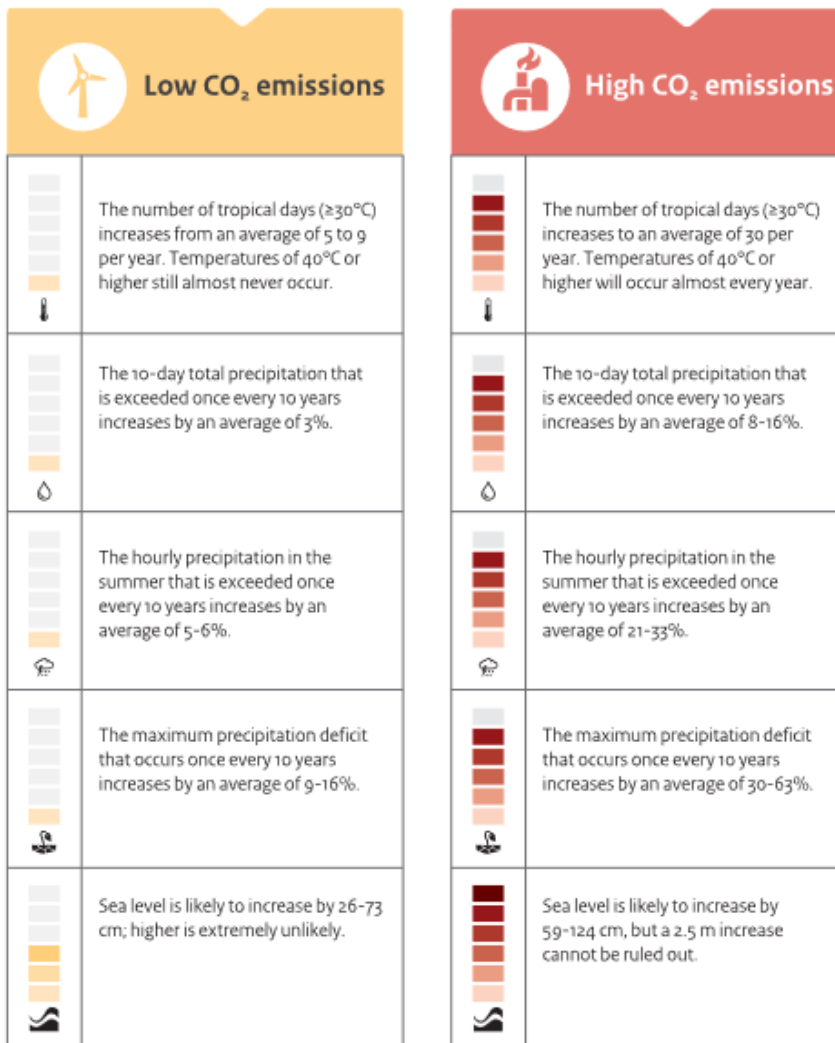 Low CO₂ emissions
The number of tropical days (≥30°C)
increases from an average of 5 to 9
per year. Temperatures of 40°C or
higher still almost never occur.
The 10-day total precipitation that
is exceeded once every 10 years
increases by an average of 3%.
The hourly precipitation in the
summer that is exceeded once
every 10 years increases by an
average of 5-6%.
The maximum precipitation deficit
that occurs once every 10 years
increases by an average of 9-16%.
Sea level is likely to increase by 26-73
cm; higher is extremely unlikely.
High CO₂ emissions
The number of tropical days (≥30°C)
increases to an average of 30 per
year. Temperatures of 40°C or
higher will occur almost every year.
The 10-day total precipitation that
is exceeded once every 10 years
increases by an average of 8-16%.
The hourly precipitation in the
summer that is exceeded once
every 10 years increases by an
average of 21-33%.
The maximum precipitation deficit
that occurs once every 10 years
increases by an average of 30-63%.
Sea level is likely to increase by
59-124 cm, but a 2.5 m increase
cannot be ruled out.